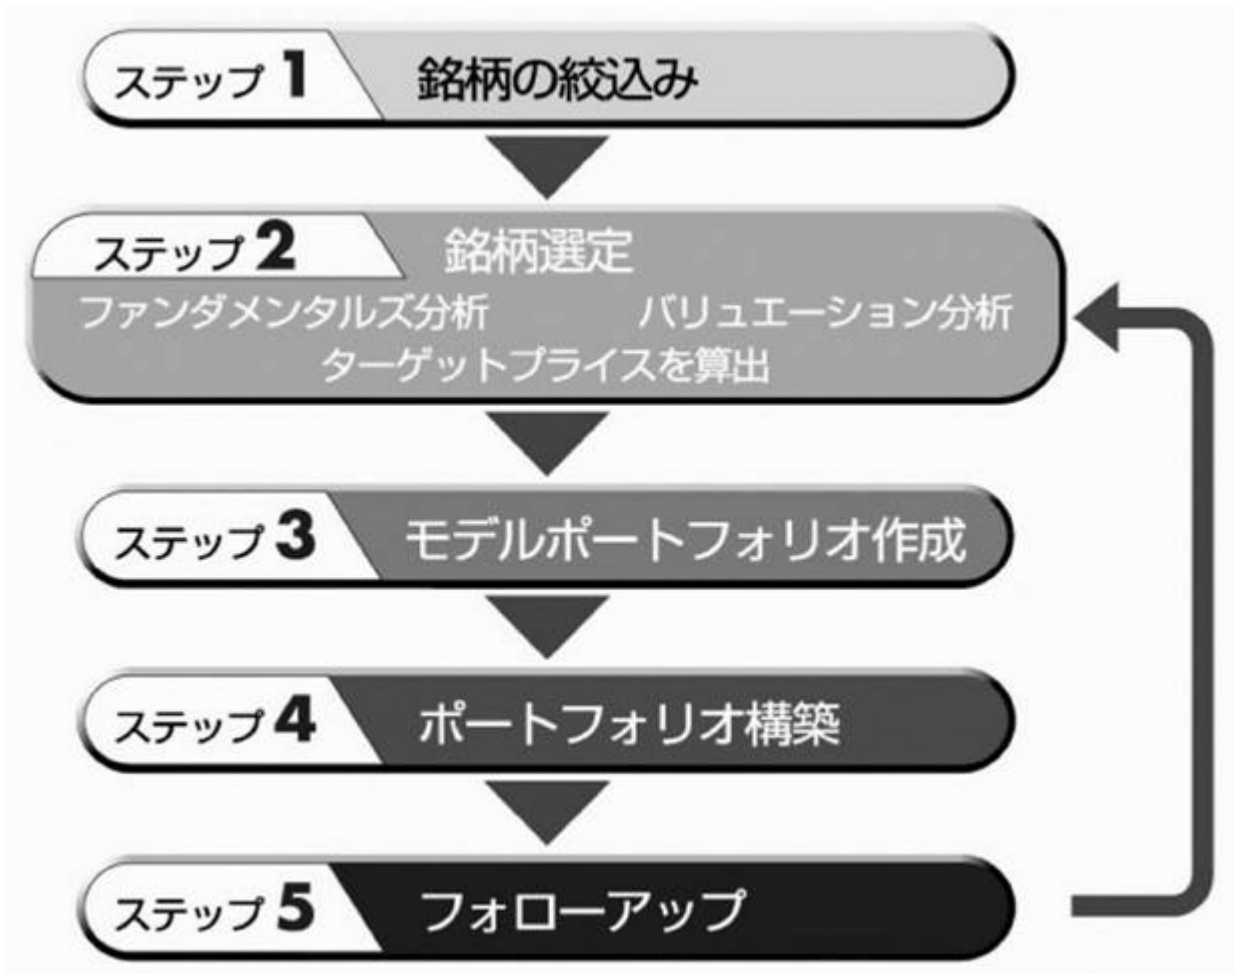 ステップ1 銘柄の絞込み
ステップ2 銘柄選定
ファンダメンタルズ分析 バリュエーション分析
ターゲットプライスを算出
ステップ3 モデルポートフォリオ作成
ステップ4 ポートフォリオ構築
ステップ5 フォローアップ